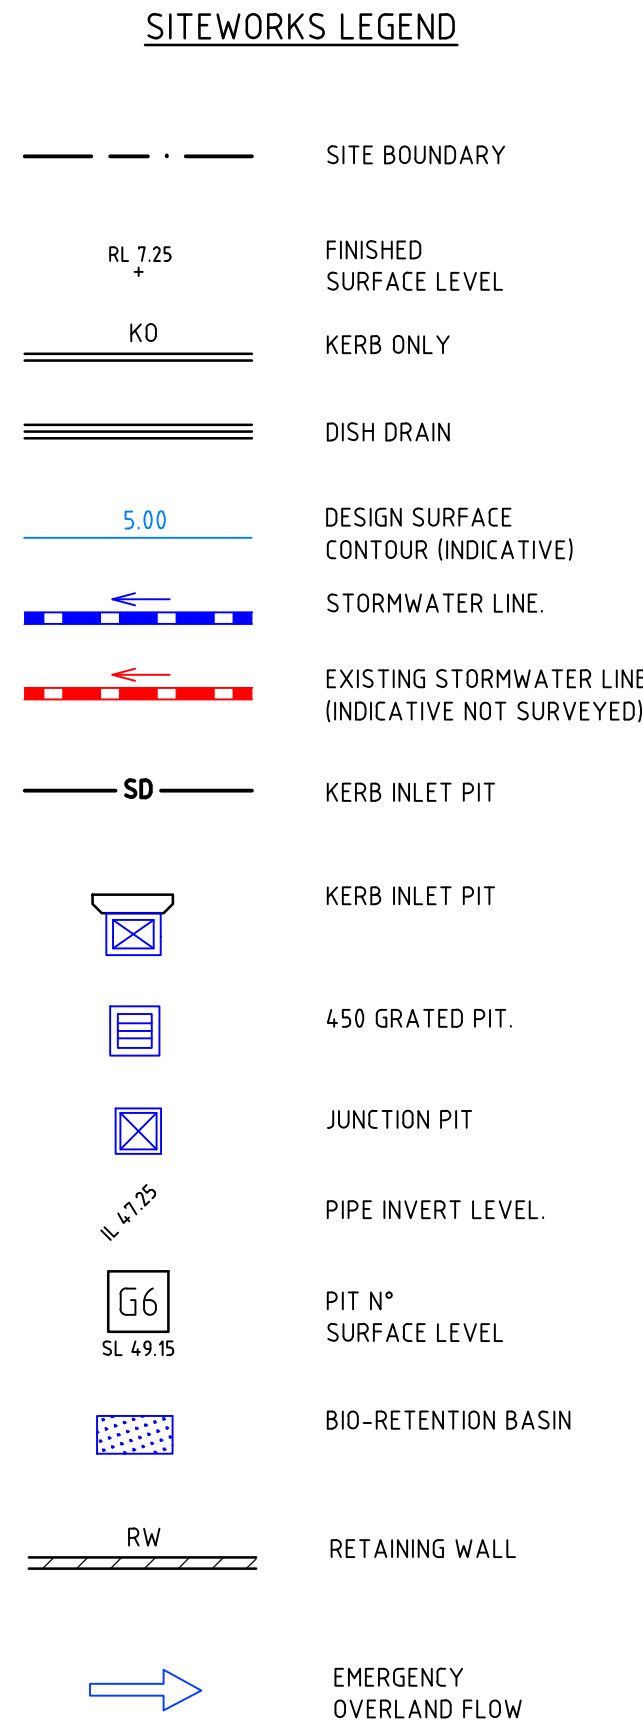 SITEWORKS LEGEND
SITE BOUNDARY
RL 7.25
FINISHED
SURFACE LEVEL
KO
KERB ONLY
DISH DRAIN
5.00
DESIGN SURFACE
CONTOUR (INDICATIVE)
STORMWATER LINE.
EXISTING STORMWATER LINE
(INDICATIVE NOT SURVEYED)
SD
KERB INLET PIT
KERB INLET PIT
450 GRATED PIT.
JUNCTION PIT
IL 47.25
PIPE INVERT LEVEL.
G6
SL 49.15
PIT N°
SURFACE LEVEL
BIO-RETENTION BASIN
RW
RETAINING WALL
EMERGENCY
OVERLAND FLOW